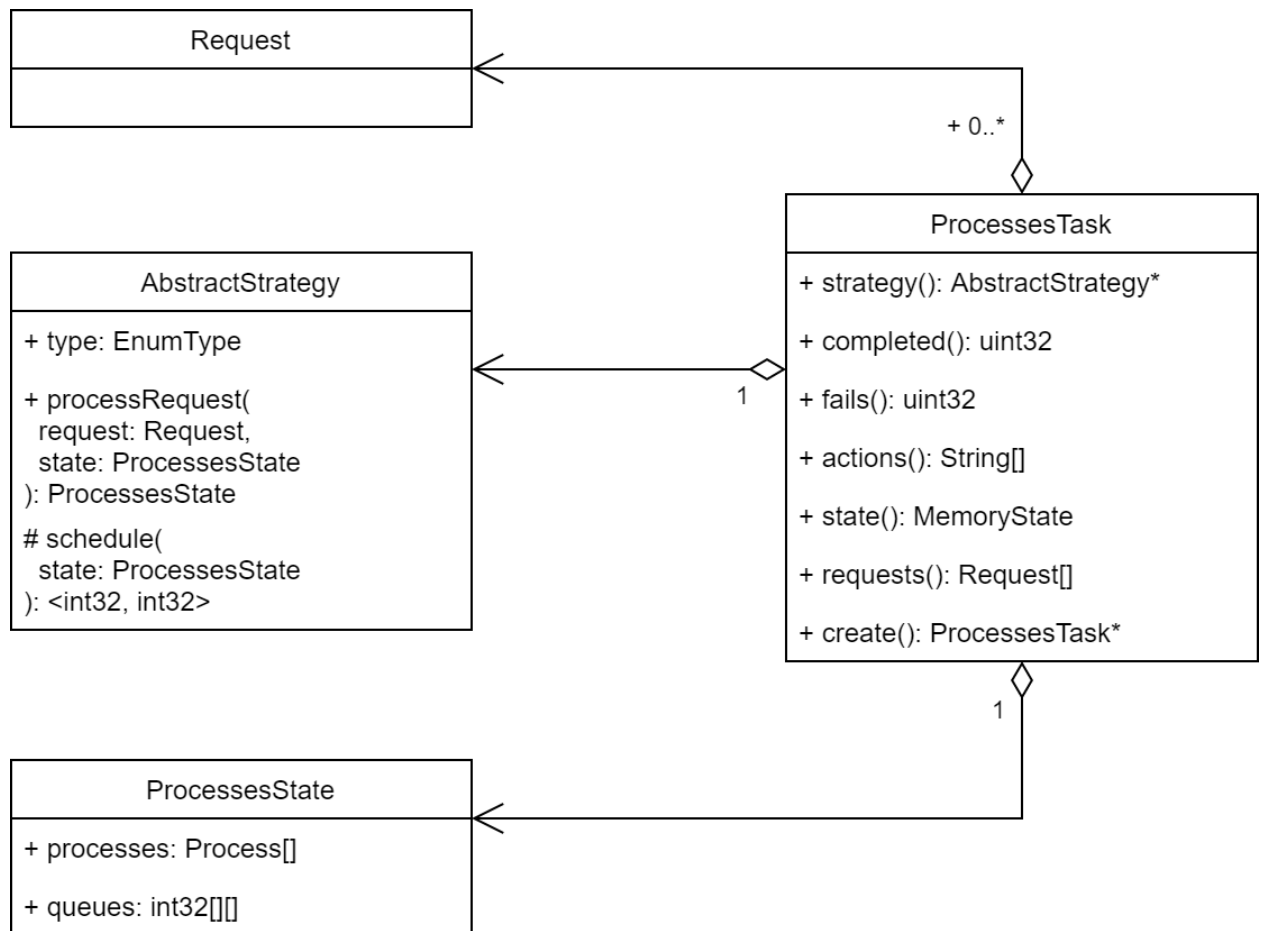 Request
+ 0..*
ProcessesTask
+ strategy(): AbstractStrategy*
+ completed(): uint32
+ fails(): uint32
+ actions(): String[]
+ state(): MemoryState
+ requests(): Request[]
+ create(): ProcessesTask*
AbstractStrategy
+ type: EnumType
+ processRequest(
request: Request,
state: ProcessesState
): ProcessesState
# schedule(
state: ProcessesState
): <int32, int32>
1
1
ProcessesState
+ processes: Process[]
+ queues: int32[][]